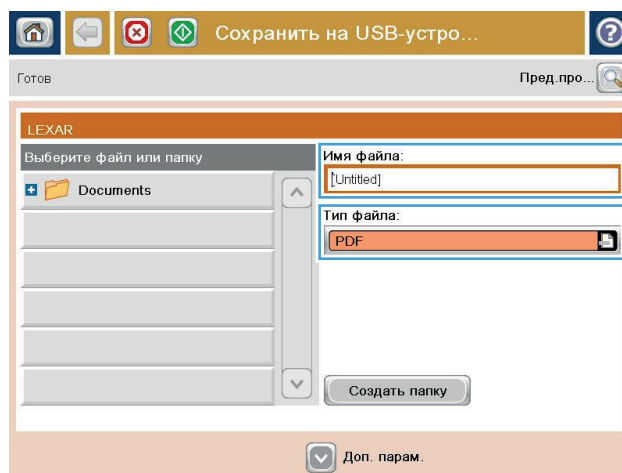 Сохранить на USB-устро...
Готов
Пред.про...
LEXAR
Выберите файл или папку
Имя файла:
Documents
[Untitled]
Тип файла:
PDF
Создать папку
Доп. парам.